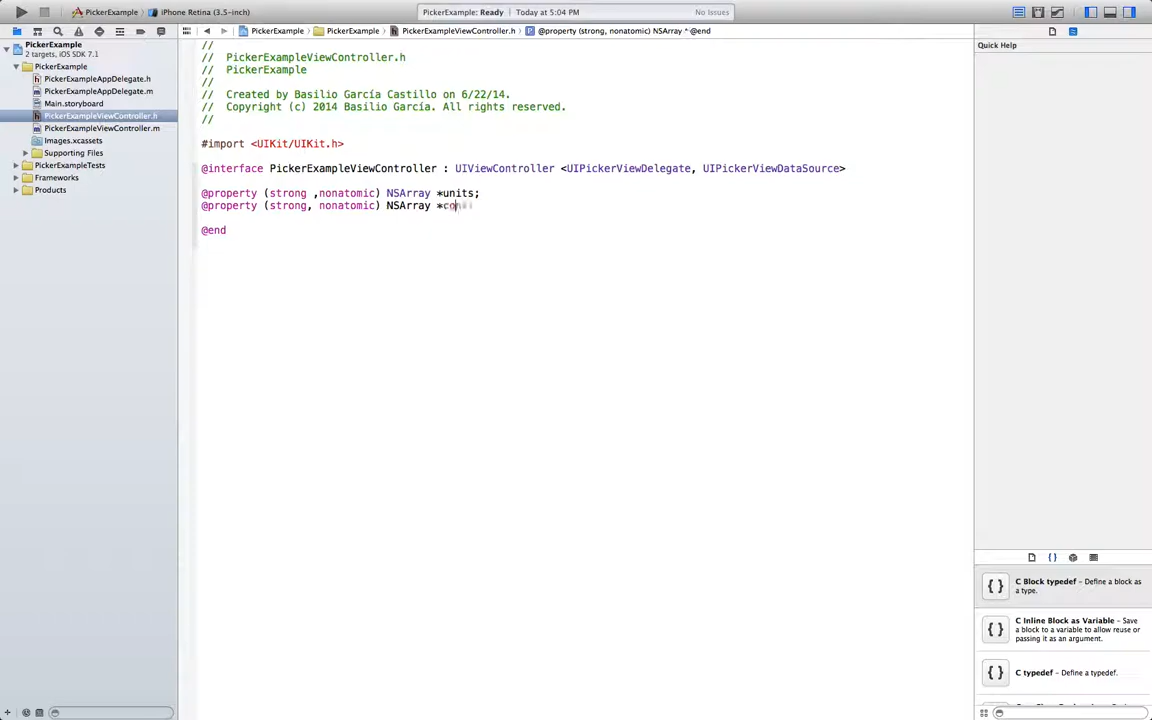 PickerExample
iPhone Retina (3.5-inch)
PickerExample: Ready
Today at 5:04 PM
No Issues
PickerExample
2 targets, iOS SDK 7.1
PickerExample
PickerExampleAppDelegate.h
PickerExampleAppDelegate.m
Main.storyboard
PickerExampleViewController.h
PickerExampleViewController.m
Images.xcassets
Supporting Files
PickerExampleTests
Frameworks
Products
PickerExample
PickerExample
PickerExampleViewController.h
@property (strong, nonatomic) NSArray * @end
//
// PickerExampleViewController.h
// PickerExample
//
// Created by Basilio García Castillo on 6/22/14.
// Copyright (c) 2014 Basilio García. All rights reserved.
//
#import <UIKit/UIKit.h>
@interface PickerExampleViewController : UIViewController <UIPickerViewDelegate, UIPickerViewDataSource>
@property (strong ,nonatomic) NSArray *units;
@property (strong, nonatomic) NSArray *
@end
Quick Help
{ }
{ }
C Block typedef - Define a block as
a type.
{ }
C Inline Block as Variable - Save
a block to a variable to allow reuse or
passing it as an argument.
{ }
C typedef - Define a typedef.